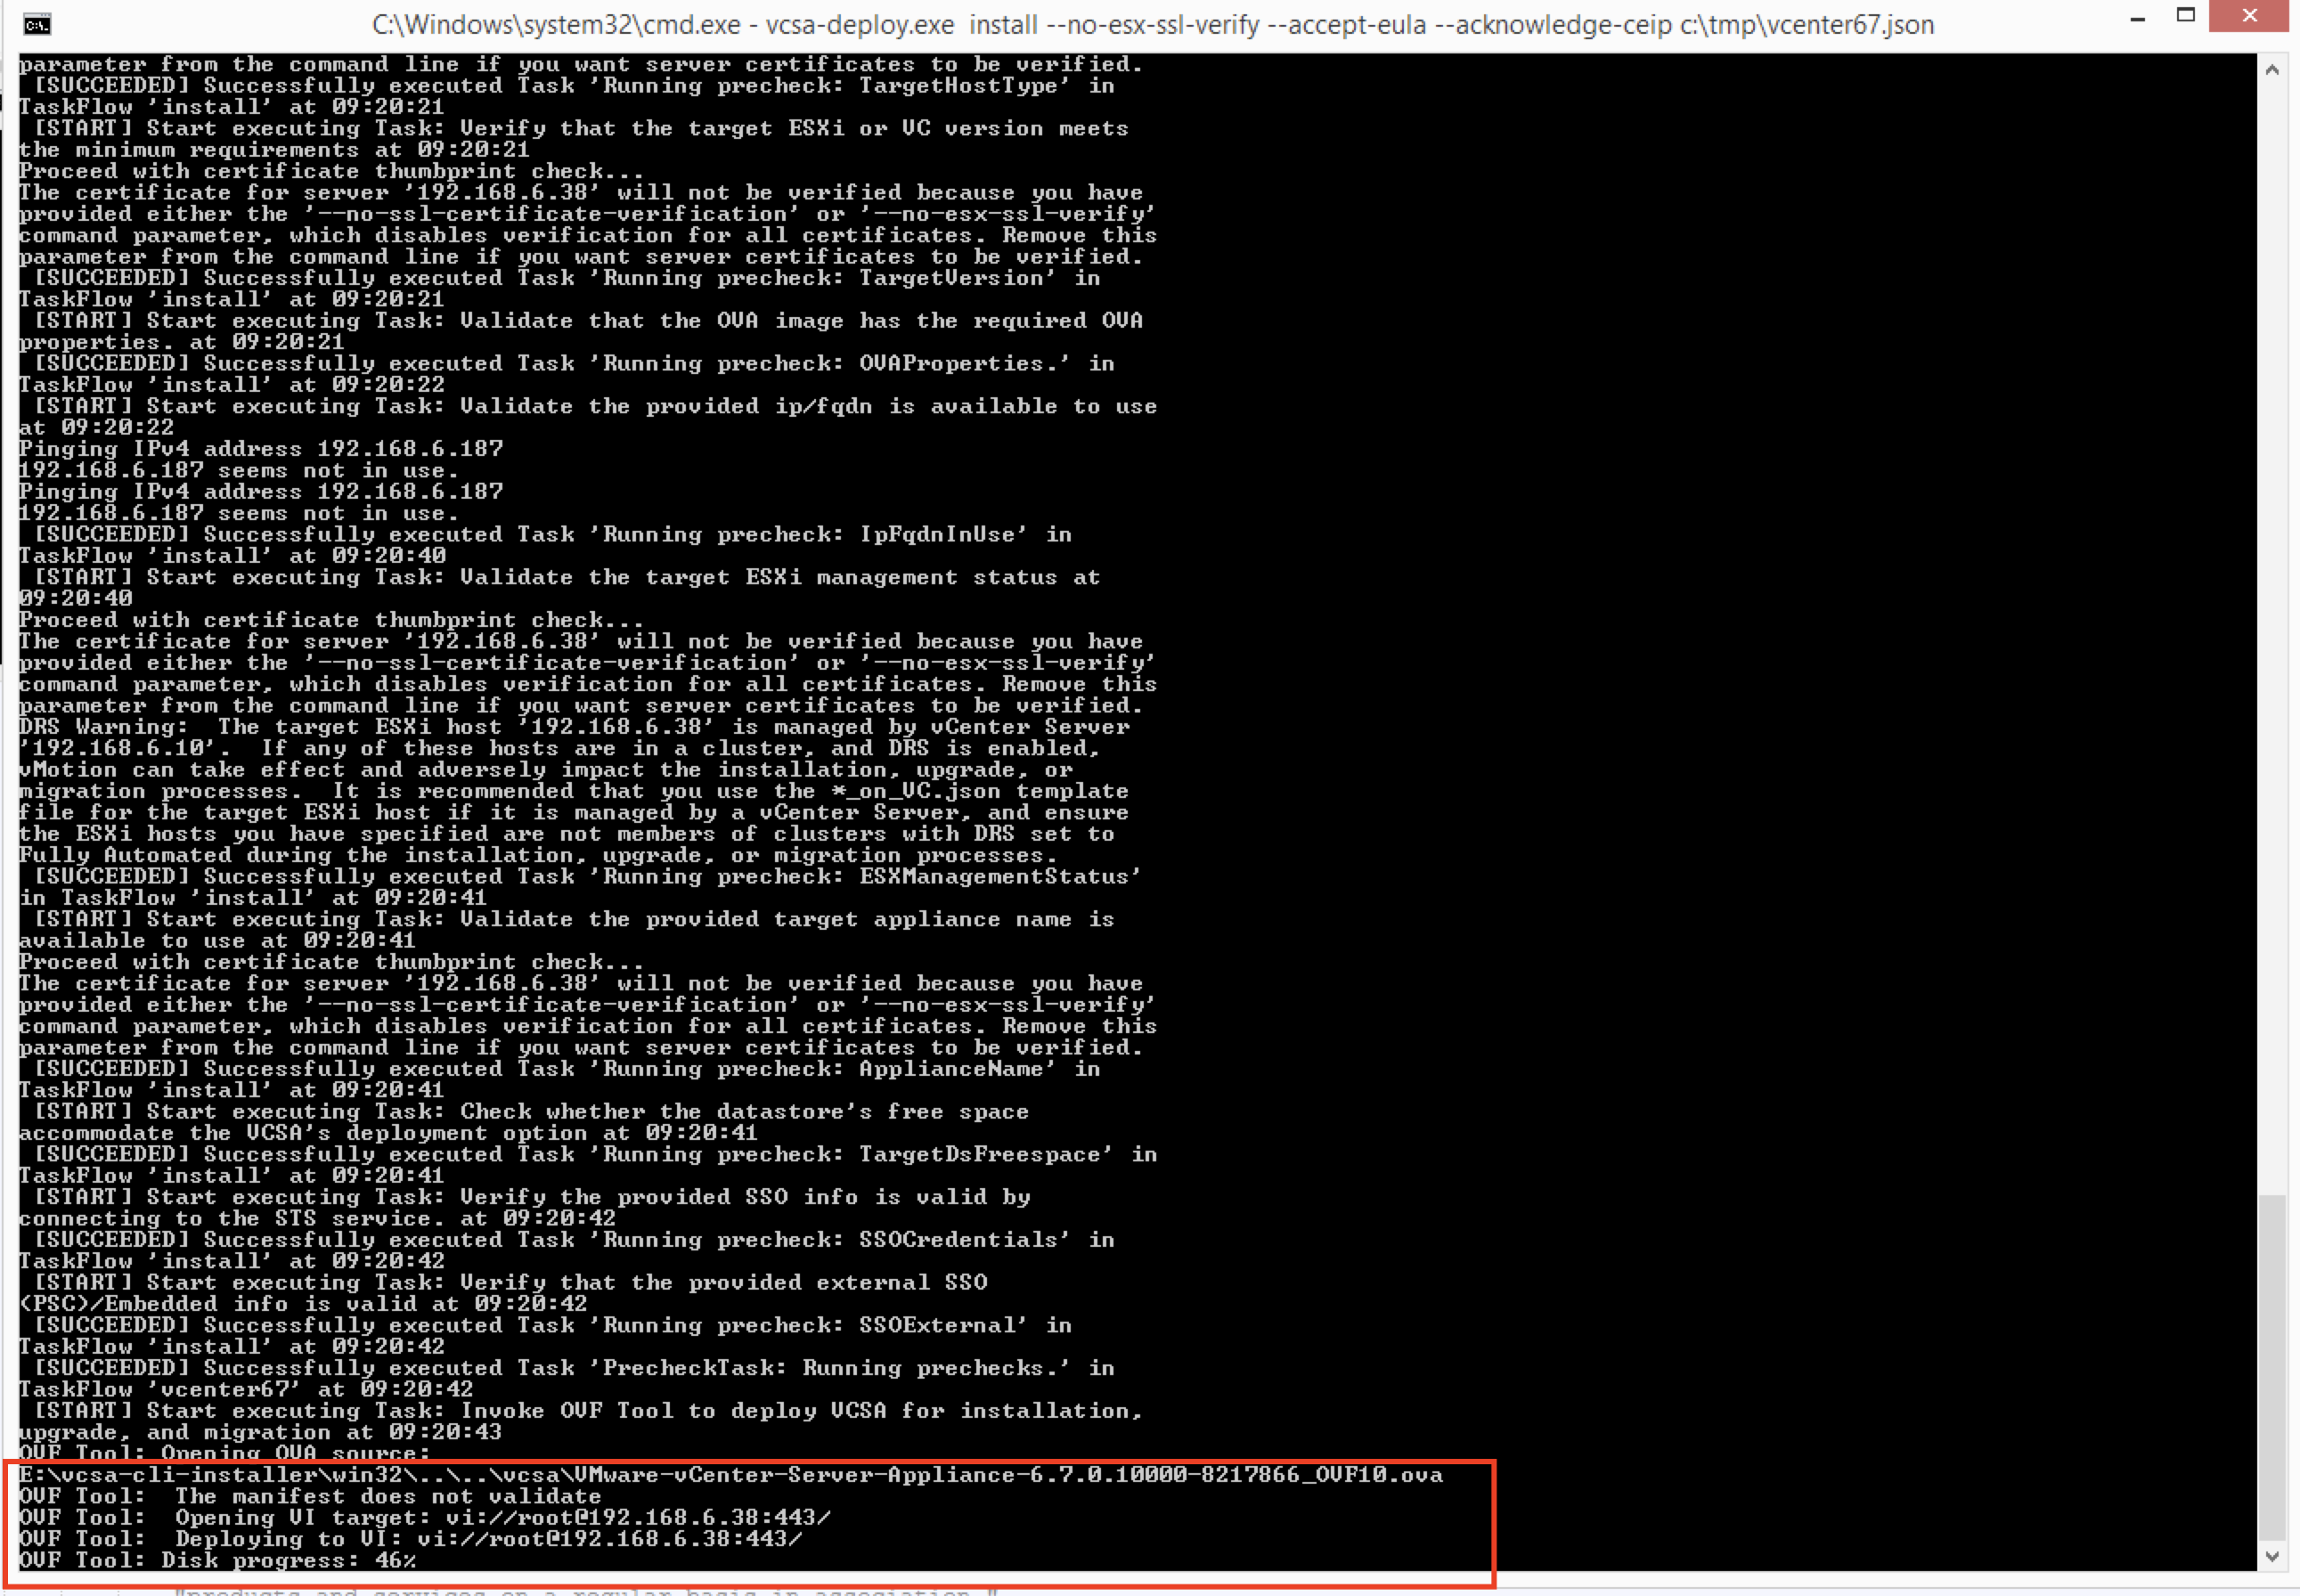 C:\Windows\system32\cmd.exe - vcsa-deploy.exe install --no-esx-ssl-verify --accept-eula --acknowledge-ceip c:\tmp\vcenter67.json
parameter from the command line if you want server certificates to be verified.
[SUCCEEDED] Successfully executed Task 'Running precheck: TargetHostType' in
TaskFlow 'install' at 09:20:21
[START] Start executing Task: Verify that the target ESXi or VC version meets
the minimum requirements at 09:20:21
Proceed with certificate thumbprint check...
The certificate for server '192.168.6.38' will not be verified because you have
provided either the '--no-ssl-certificate-verification' or '--no-esx-ssl-verify'
command parameter, which disables verification for all certificates. Remove this
parameter from the command line if you want server certificates to be verified.
[SUCCEEDED] Successfully executed Task 'Running precheck: TargetVersion' in
TaskFlow 'install' at 09:20:21
[START] Start executing Task: Validate that the OVA image has the required OVA
properties. at 09:20:21
[SUCCEEDED] Successfully executed Task 'Running precheck: OVAProperties.' in
TaskFlow 'install' at 09:20:22
[START] Start executing Task: Validate the provided ip/fqdn is available to use
at 09:20:22
Pinging IPv4 address 192.168.6.187
192.168.6.187 seems not in use.
Pinging IPv4 address 192.168.6.187
192.168.6.187 seems not in use.
[SUCCEEDED] Successfully executed Task 'Running precheck: IpFqdnInUse' in
TaskFlow 'install' at 09:20:40
[START] Start executing Task: Validate the target ESXi management status at
09:20:40
Proceed with certificate thumbprint check...
The certificate for server '192.168.6.38' will not be verified because you have
provided either the '--no-ssl-certificate-verification' or '--no-esx-ssl-verify'
command parameter, which disables verification for all certificates. Remove this
parameter from the command line if you want server certificates to be verified.
DRS Warning: The target ESXi host '192.168.6.38' is managed by vCenter Server
'192.168.6.10'. If any of these hosts are in a cluster, and DRS is enabled,
vMotion can take effect and adversely impact the installation, upgrade, or
migration processes. It is recommended that you use the *_on_VC.json template
file for the target ESXi host if it is managed by a vCenter Server, and ensure
the ESXi hosts you have specified are not members of clusters with DRS set to
Fully Automated during the installation, upgrade, or migration processes.
[SUCCEEDED] Successfully executed Task 'Running precheck: ESXManagementStatus'
in TaskFlow 'install' at 09:20:41
[START] Start executing Task: Validate the provided target appliance name is
available to use at 09:20:41
Proceed with certificate thumbprint check...
The certificate for server '192.168.6.38' will not be verified because you have
provided either the '--no-ssl-certificate-verification' or '--no-esx-ssl-verify'
command parameter, which disables verification for all certificates. Remove this
parameter from the command line if you want server certificates to be verified.
[SUCCEEDED] Successfully executed Task 'Running precheck: ApplianceName' in
TaskFlow 'install' at 09:20:41
[START] Start executing Task: Check whether the datastore's free space
accommodate the VCSA's deployment option at 09:20:41
[SUCCEEDED] Successfully executed Task 'Running precheck: TargetDsFreespace' in
TaskFlow 'install' at 09:20:41
[START] Start executing Task: Verify the provided SSO info is valid by
connecting to the STS service. at 09:20:42
[SUCCEEDED] Successfully executed Task 'Running precheck: SSOCredentials' in
TaskFlow 'install' at 09:20:42
[START] Start executing Task: Verify that the provided external SSO
(PSC)/Embedded info is valid at 09:20:42
[SUCCEEDED] Successfully executed Task 'Running precheck: SSOExternal' in
TaskFlow 'install' at 09:20:42
[SUCCEEDED] Successfully executed Task 'PrecheckTask: Running prechecks.' in
TaskFlow 'vcenter67' at 09:20:42
[START] Start executing Task: Invoke OVF Tool to deploy VCSA for installation,
upgrade, and migration at 09:20:43
OVF Tool: Opening OVA source:
E:\vcsa-cli-installer\win32\..\..\vcsa\VMware-vCenter-Server-Appliance-6.7.0.10000-8217866_OVF10.ova
OVF Tool: The manifest does not validate
OVF Tool: Opening VI target: vi://root@192.168.6.38:443/
OVF Tool: Deploying to VI: vi://root@192.168.6.38:443/
OVF Tool: Disk progress: 46%
"products and services on a regular basis in association "